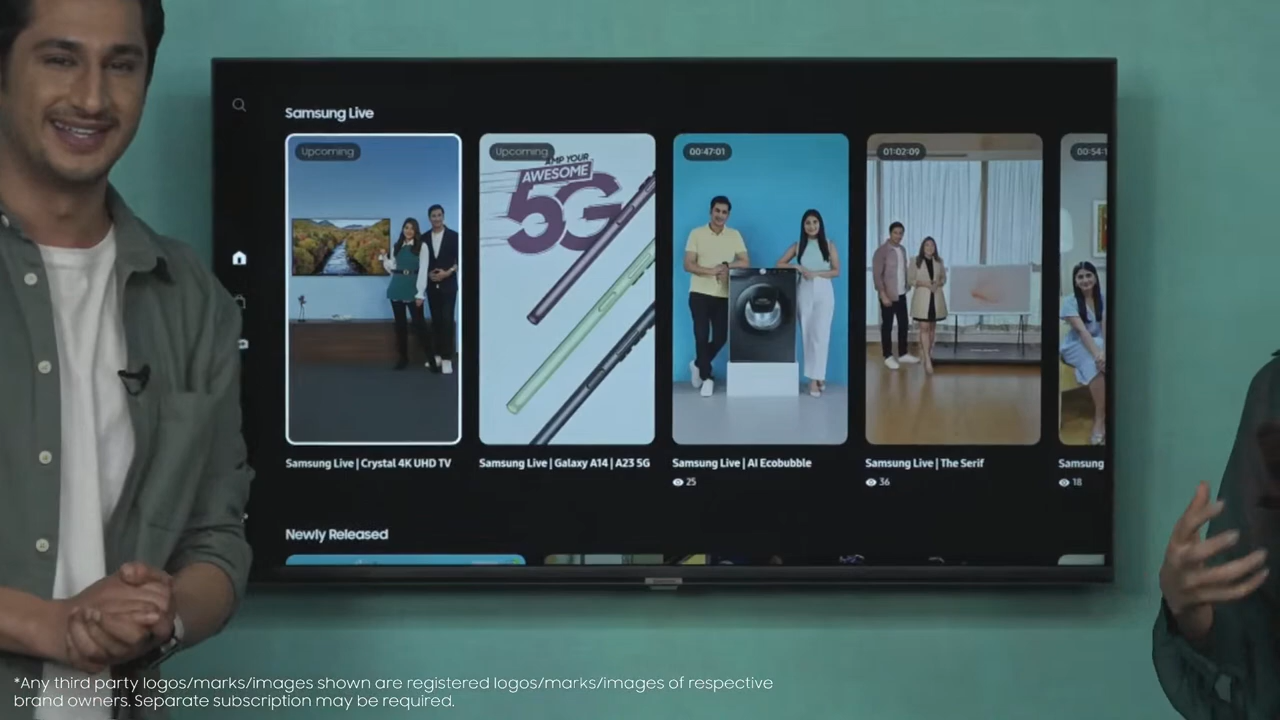 Samsung Live
Upcoming
Upcoming
AMP YOUR
AWESOME
5G
00:47:01
01:02:09
00:54:1
Samsung Live | Crystal 4K UHD TV
Samsung Live | Galaxy A14 | A23 5G
Samsung Live | AI Ecobubble
Samsung Live | The Serif
Samsung
25
36
18
Newly Released
*Any third party logos/marks/images shown are registered logos/marks/images of respective
brand owners. Separate subscription may be required.